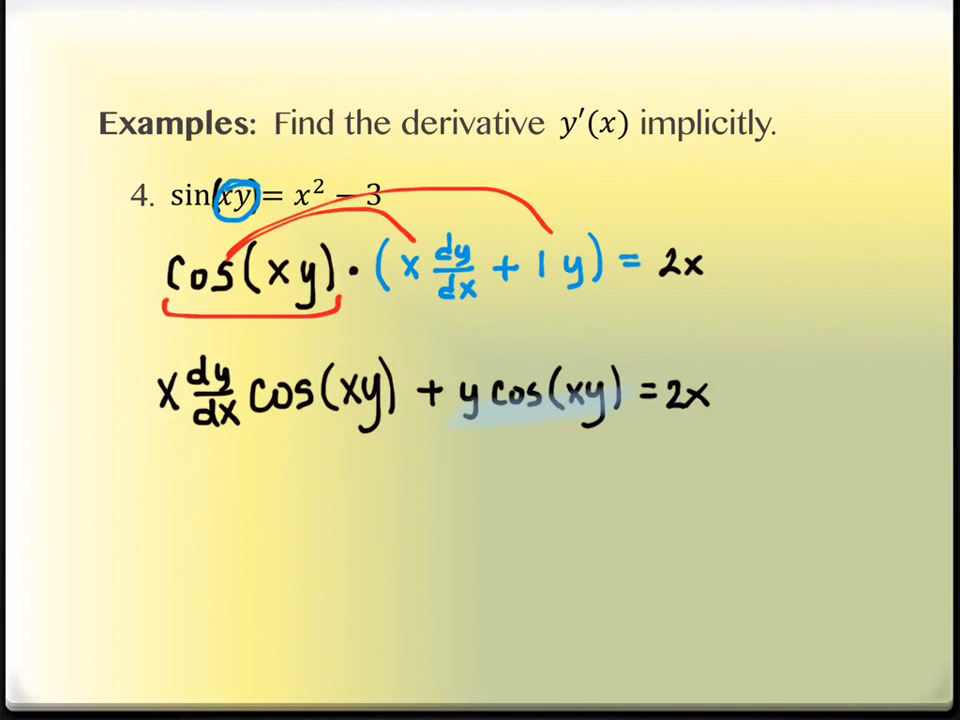 Examples: Find the derivative y′(x) implicitly.
4. sin(xy) = x² − 3
cos(xy) · (x dy/dx + 1y) = 2x
x dy/dx cos(xy) + y cos(xy) = 2x